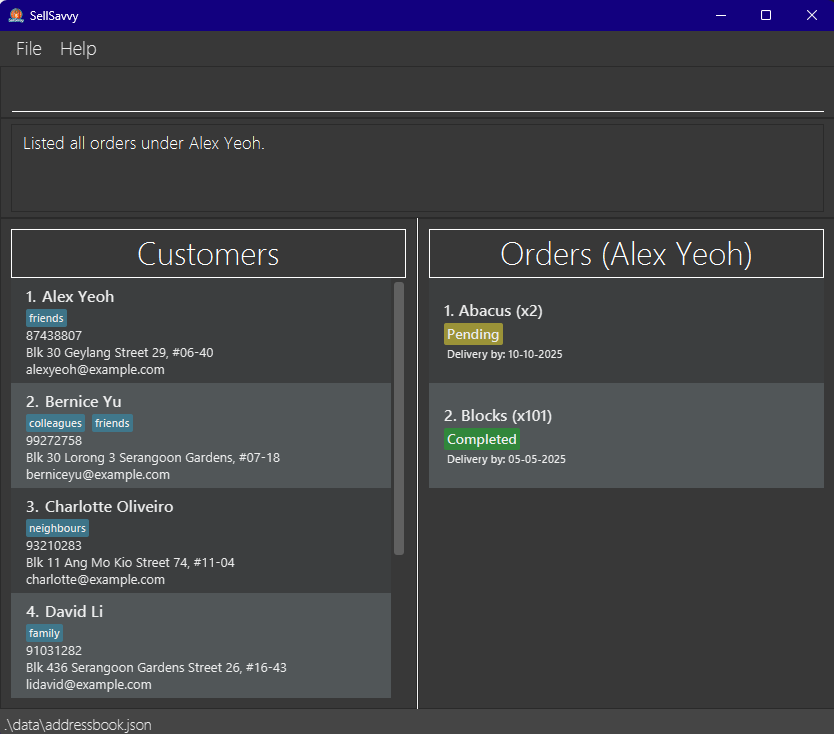 SellSavvy
File Help
Listed all orders under Alex Yeoh.
Customers
1. Alex Yeoh
friends
87438807
Blk 30 Geylang Street 29, #06-40
alexyeoh@example.com
2. Bernice Yu
colleagues friends
99272758
Blk 30 Lorong 3 Serangoon Gardens, #07-18
berniceyu@example.com
3. Charlotte Oliveiro
neighbours
93210283
Blk 11 Ang Mo Kio Street 74, #11-04
charlotte@example.com
4. David Li
family
91031282
Blk 436 Serangoon Gardens Street 26, #16-43
lidavid@example.com
Orders (Alex Yeoh)
1. Abacus (x2)
Pending
Delivery by: 10-10-2025
2. Blocks (x101)
Completed
Delivery by: 05-05-2025
.\data\addressbook.json